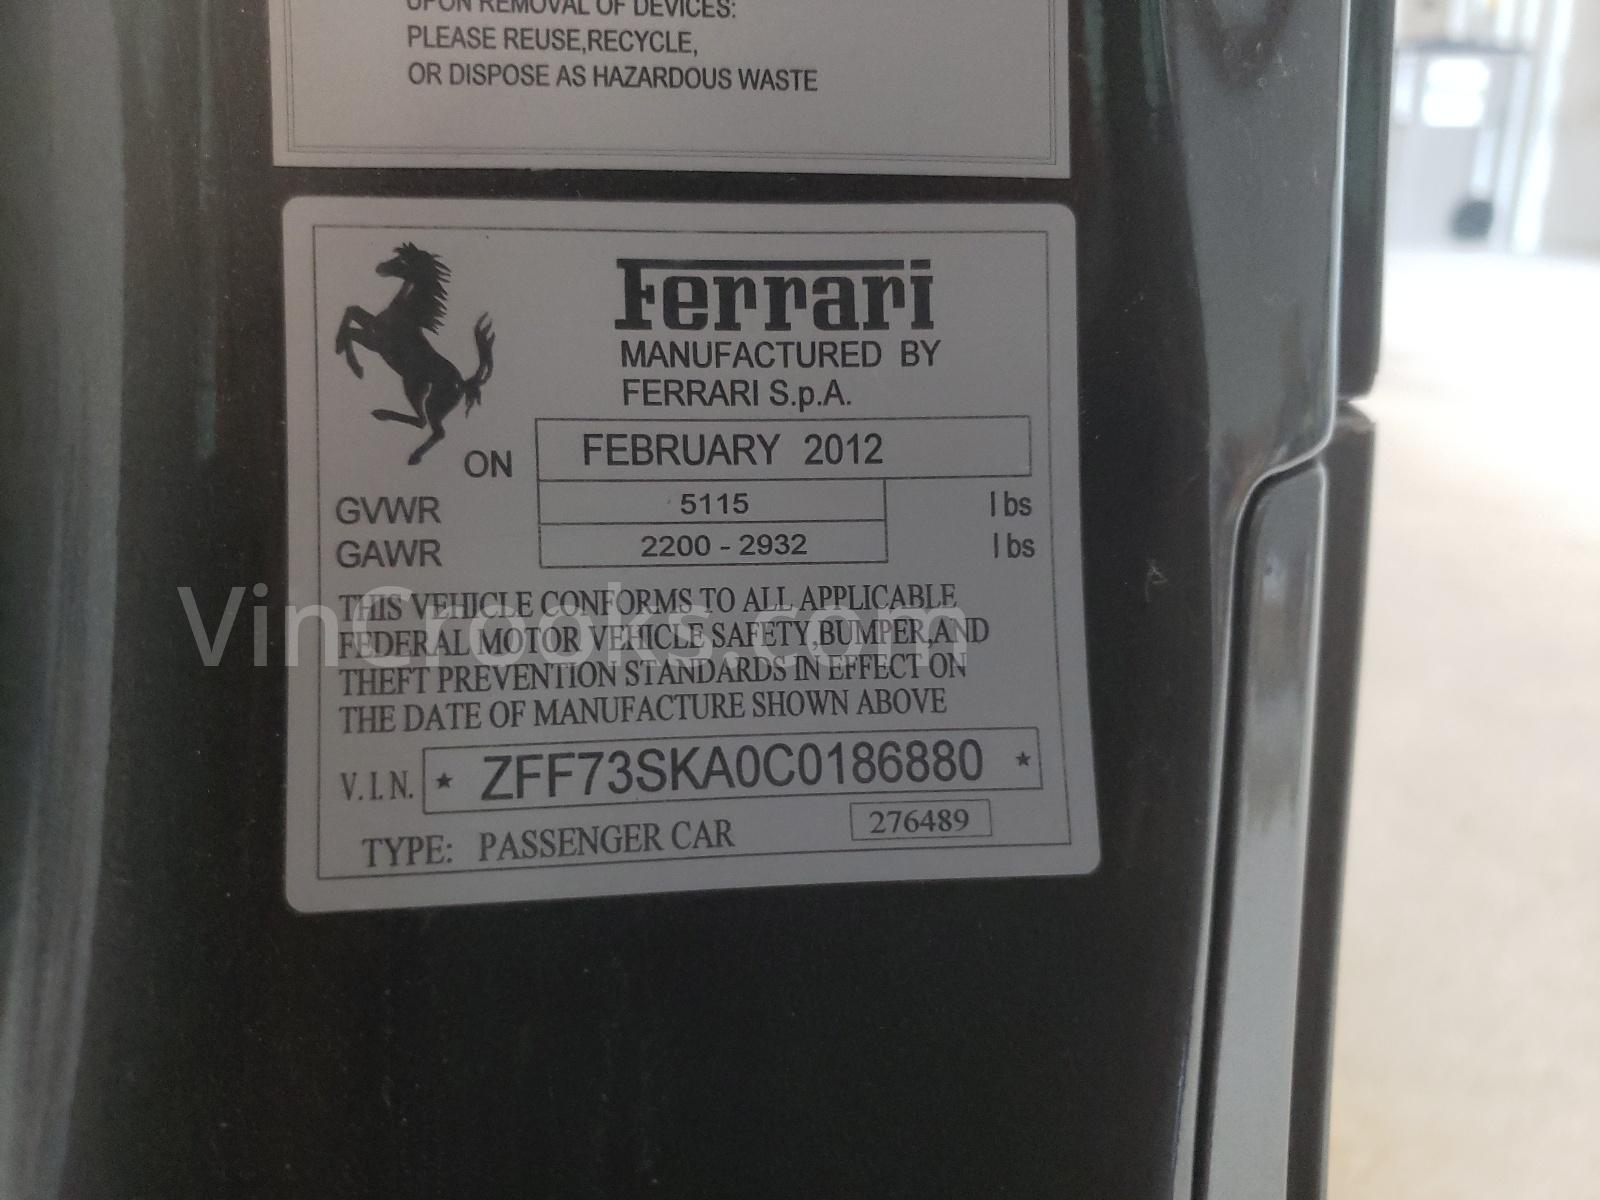 UPON REMOVAL OF DEVICES:
PLEASE REUSE,RECYCLE,
OR DISPOSE AS HAZARDOUS WASTE
Ferrari
MANUFACTURED BY
FERRARI S.p.A.
ON FEBRUARY 2012
GVWR 5115 lbs
GAWR 2200 - 2932 lbs
THIS VEHICLE CONFORMS TO ALL APPLICABLE
FEDERAL MOTOR VEHICLE SAFETY,BUMPER,AND
THEFT PREVENTION STANDARDS IN EFFECT ON
THE DATE OF MANUFACTURE SHOWN ABOVE
V.I.N. * ZFF73SKA0C0186880 *
TYPE: PASSENGER CAR 276489
VinCrooks.com